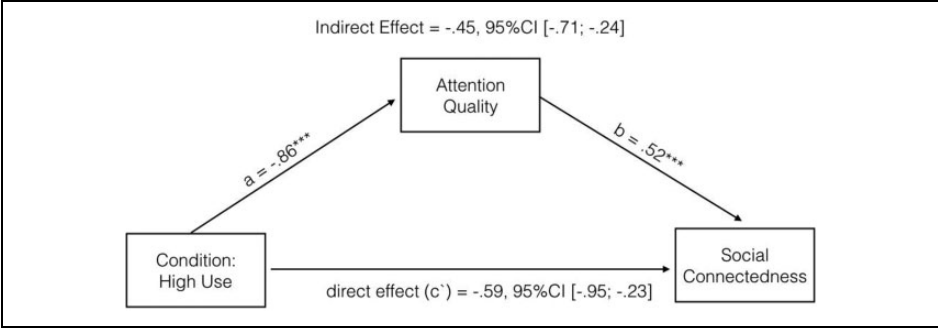 Indirect Effect = -.45, 95%CI [-.71; -.24]
Attention
Quality
a = -.86***
b = .52***
Condition:
High Use
Social
Connectedness
direct effect (c`) = -.59, 95%CI [-.95; -.23]